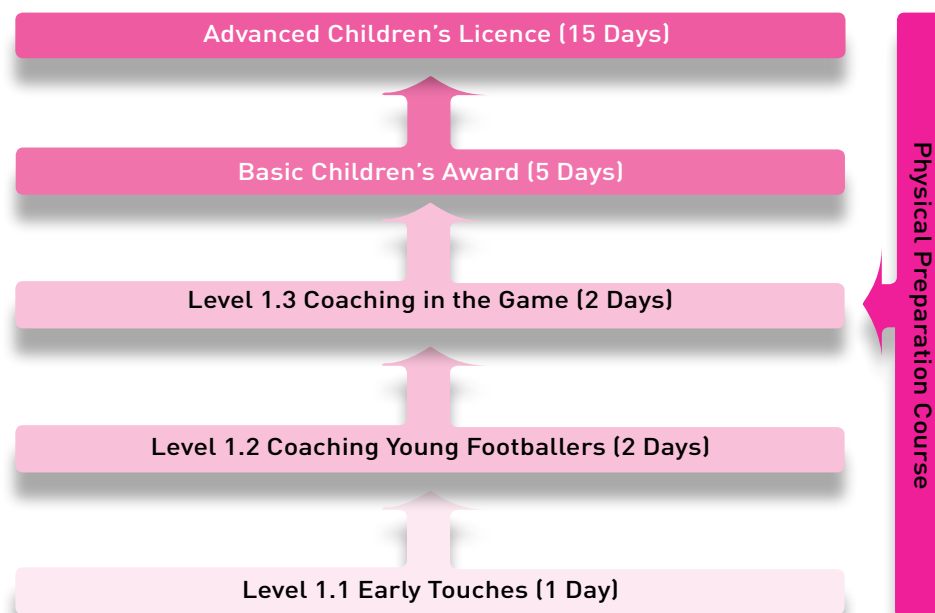 Advanced Children's Licence (15 Days)
Basic Children's Award (5 Days)
Level 1.3 Coaching in the Game (2 Days)
Level 1.2 Coaching Young Footballers (2 Days)
Level 1.1 Early Touches (1 Day)
Physical Preparation Course